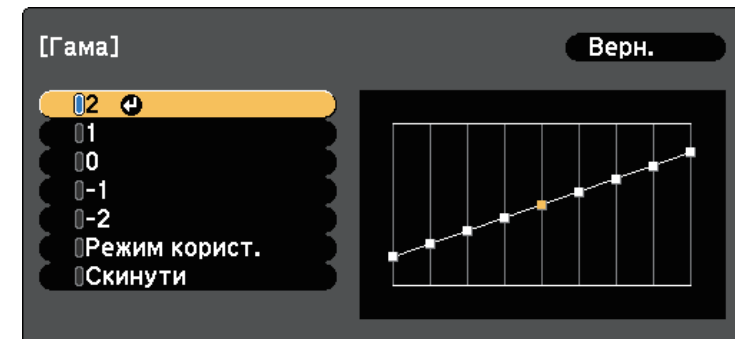 [Гама]
Верн.
2
1
0
-1
-2
Режим корист.
Скинути